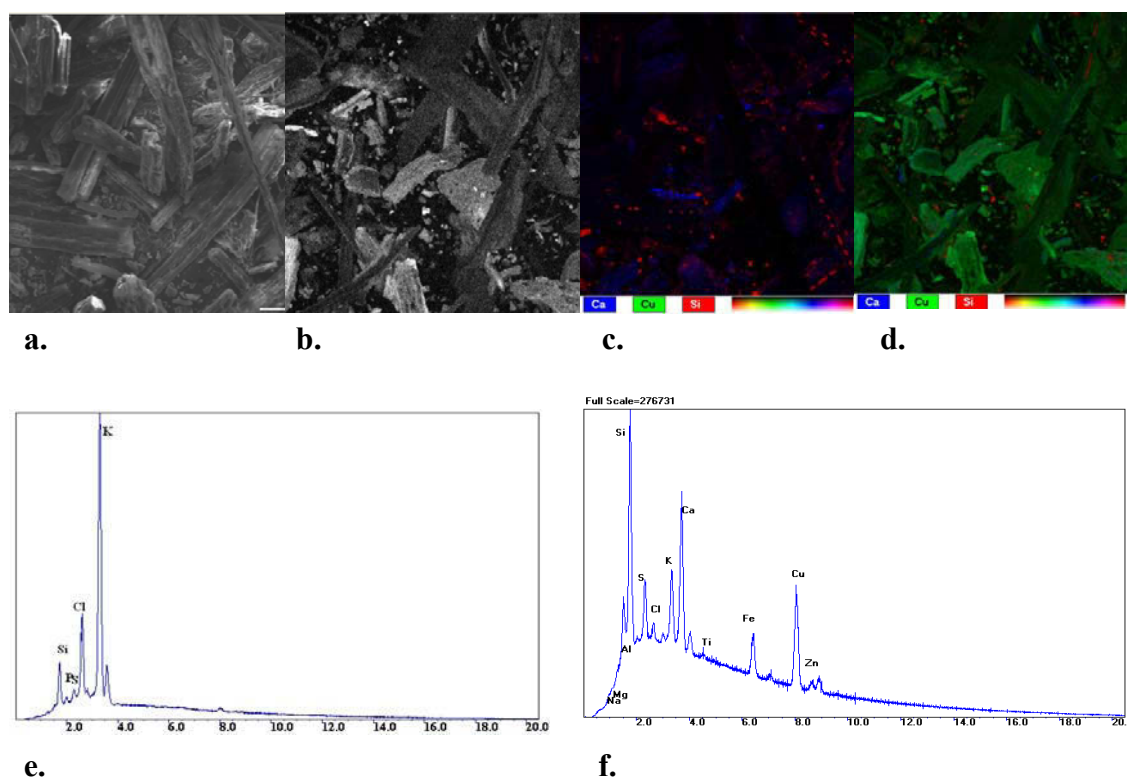 Ca Cu Si
Ca Cu Si
a. b. c. d.
Full Scale=276731
K
Cl
Si
P
S
2.0 4.0 6.0 8.0 10.0 12.0 14.0 16.0 18.0 20.0
e.
Si
Ca
S
K
Cu
Cl
Fe
Al
Ti
Zn
Mg
Na
2.0 4.0 6.0 8.0 10.0 12.0 14.0 16.0 18.0 20.
f.